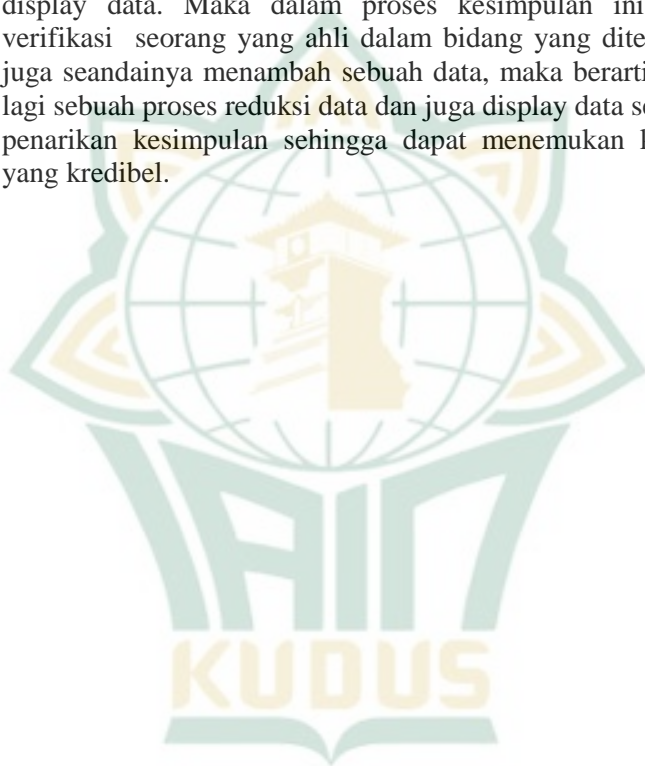 display data. Maka dalam proses kesimpulan ini
verifikasi seorang yang ahli dalam bidang yang
juga seandainya menambah sebuah data, maka berarti
lagi sebuah proses reduksi data dan juga display data
penarikan kesimpulan sehingga dapat menemukan
yang kredibel.
IAIN
KUDUS